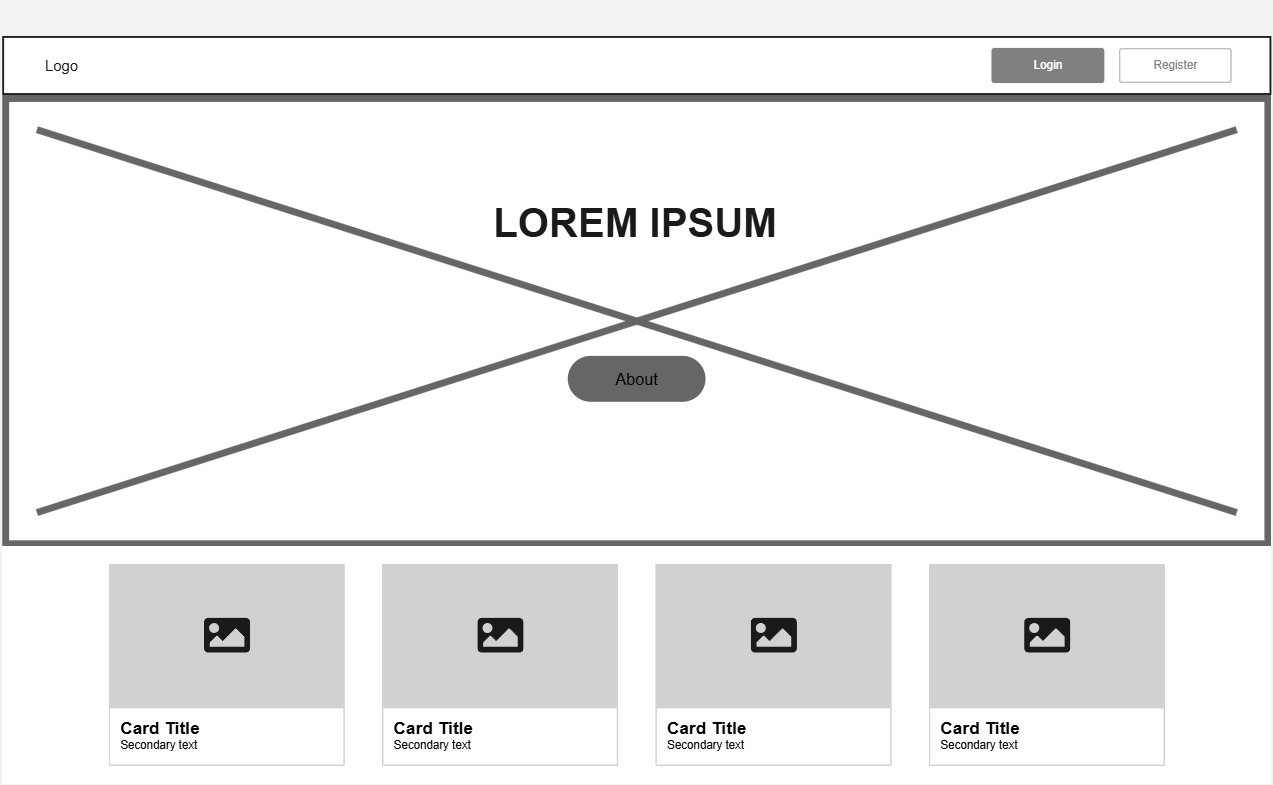 Logo
Login
Register
LOREM IPSUM
About
Card Title
Secondary text
Card Title
Secondary text
Card Title
Secondary text
Card Title
Secondary text